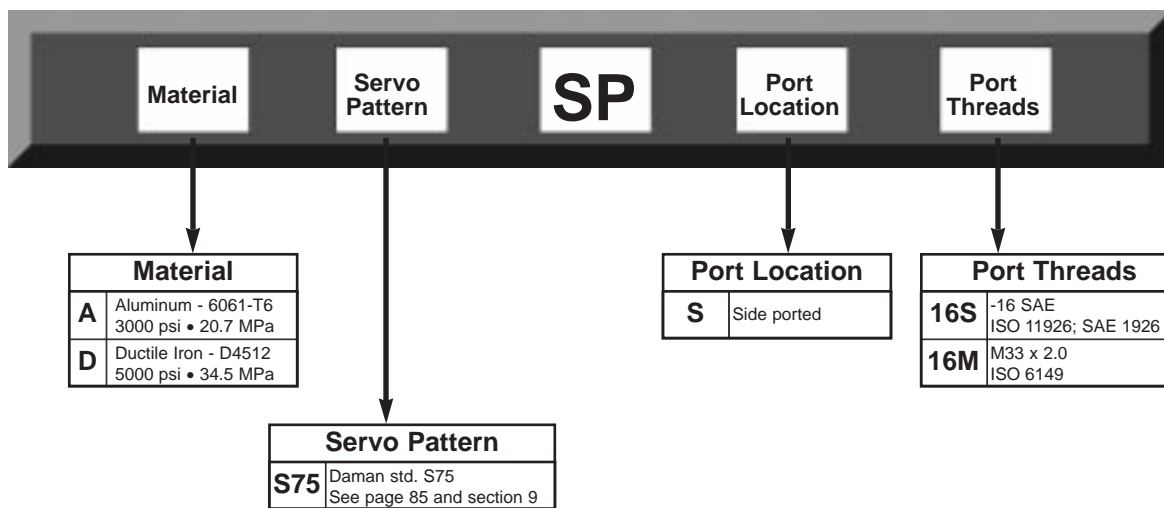 Material
Servo
Pattern
SP
Port
Location
Port
Threads
Material
A
Aluminum - 6061-T6
3000 psi • 20.7 MPa
D
Ductile Iron - D4512
5000 psi • 34.5 MPa
Servo Pattern
S75
Daman std. S75
See page 85 and section 9
Port Location
S
Side ported
Port Threads
16S
-16 SAE
ISO 11926; SAE 1926
16M
M33 x 2.0
ISO 6149